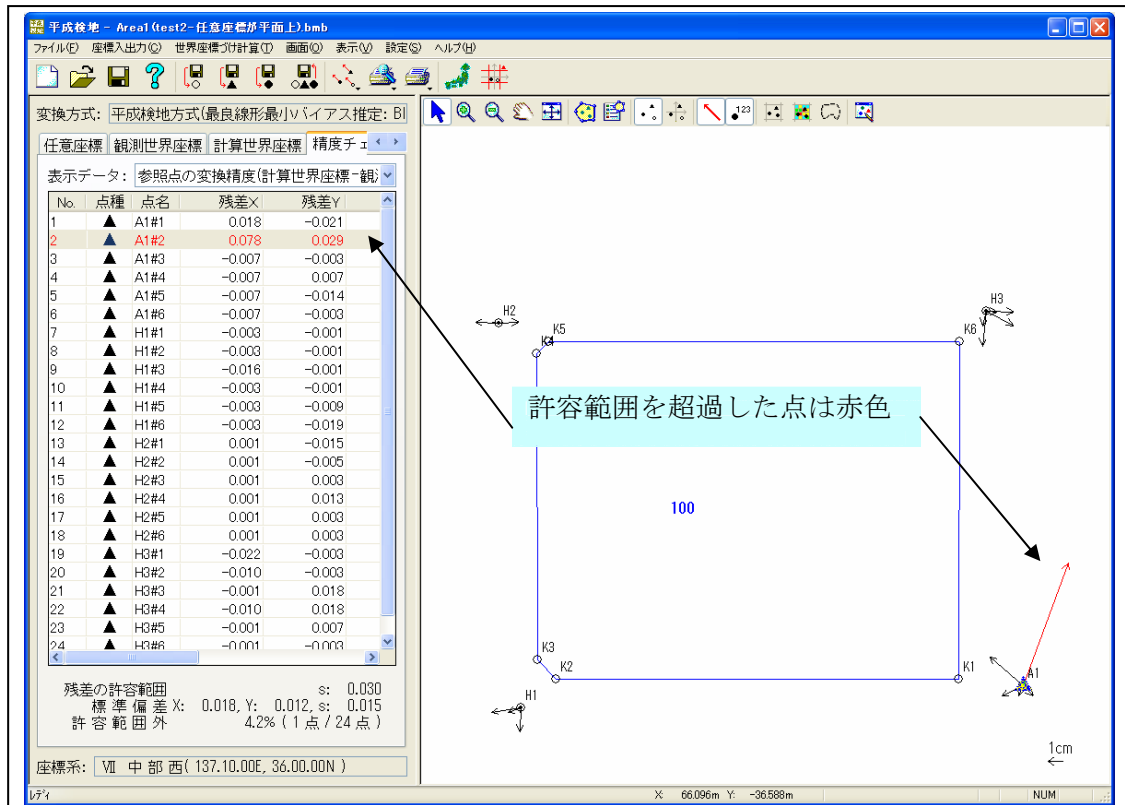 平成検地 - Area1(test2-任意座標が平面上).bmb
ファイル(F) 座標入出力(C) 世界座標づけ計算(T) 画面(O) 表示(V) 設定(S) ヘルプ(H)
変換方式: 平成検地方式(最良線形最小バイアス推定: Bl
任意座標 観測世界座標 計算世界座標 精度チェ
表示データ: 参照点の変換精度(計算世界座標-観
No. 点種 点名 残差X 残差Y
1 ▲ A1#1 0.018 -0.021
2 ▲ A1#2 0.078 0.029
3 ▲ A1#3 -0.007 -0.003
4 ▲ A1#4 -0.007 0.007
5 ▲ A1#5 -0.007 -0.014
6 ▲ A1#6 -0.007 -0.003
7 ▲ H1#1 -0.003 -0.001
8 ▲ H1#2 -0.003 -0.001
9 ▲ H1#3 -0.016 -0.001
10 ▲ H1#4 -0.003 -0.001
11 ▲ H1#5 -0.003 -0.009
12 ▲ H1#6 -0.003 -0.019
13 ▲ H2#1 0.001 -0.015
14 ▲ H2#2 0.001 -0.005
15 ▲ H2#3 0.001 0.003
16 ▲ H2#4 0.001 0.013
17 ▲ H2#5 0.001 0.003
18 ▲ H2#6 0.001 0.003
19 ▲ H3#1 -0.022 -0.003
20 ▲ H3#2 -0.010 -0.003
21 ▲ H3#3 -0.001 0.018
22 ▲ H3#4 -0.010 0.018
23 ▲ H3#5 -0.001 0.007
24 ▲ H3#6 -0.001 -0.003
残差の許容範囲 s: 0.030
標準偏差 X: 0.018, Y: 0.012, s: 0.015
許容範囲外 4.2% ( 1 点 / 24 点 )
座標系: Ⅶ 中部西( 137.10.00E, 36.00.00N )
123
H2
H3
K5
K4
K6
許容範囲を超過した点は赤色
100
K3
K2
K1
A1
H1
1cm
ﾚﾃﾞｨ
X: 66.096m Y: -36.588m
NUM